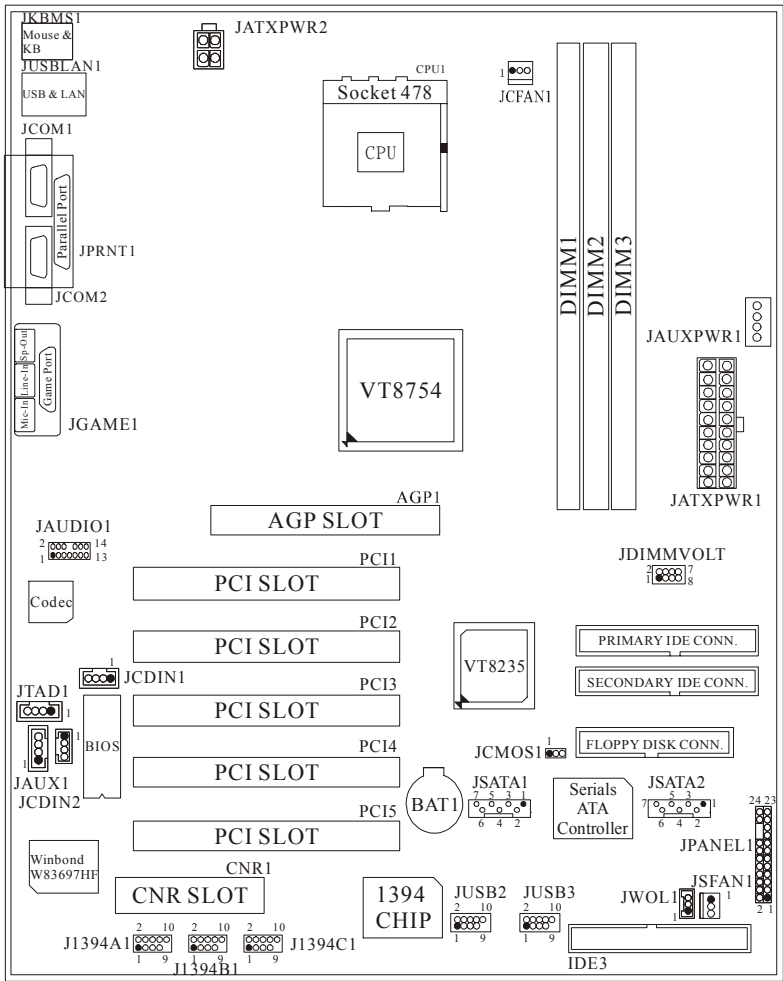 JKBMS1
Mouse &
KB
JATXPWR2
JUSBLAN1
USB & LAN
CPU1
Socket 478
CPU
1
JCFAN1
JCOM1
Parallel Port
JPRNT1
JCOM2
DIMM1
DIMM2
DIMM3
JAUXPWR1
Sp-Out
Line-In
Mic-In
Game Port
JGAME1
VT8754
JATXPWR1
AGP1
AGP SLOT
JAUDIO1
2 14
1 13
JDIMMVOLT
2 7
1 8
PCI1
PCI SLOT
Codec
PCI2
PCI SLOT
VT8235
PRIMARY IDE CONN.
SECONDARY IDE CONN.
1
JCDIN1
PCI3
PCI SLOT
JTAD1
1
BIOS
1
1
JAUX1
JCDIN2
PCI4
PCI SLOT
JCMOS1
1
FLOPPY DISK CONN.
BAT1
JSATA1
7 5 3 1
6 4 2
Serials
ATA
Controller
JSATA2
7 5 3 1
6 4 2
24 23
JPANEL1
2 1
PCI5
PCI SLOT
Winbond
W83697HF
CNR1
CNR SLOT
1394
CHIP
JUSB2
2 10
1 9
JUSB3
2 10
1 9
JWOL1
1
JSFAN1
1
J1394A1
2 10
1 9
2 10
1 9
J1394B1
2 10
1 9
J1394C1
IDE3